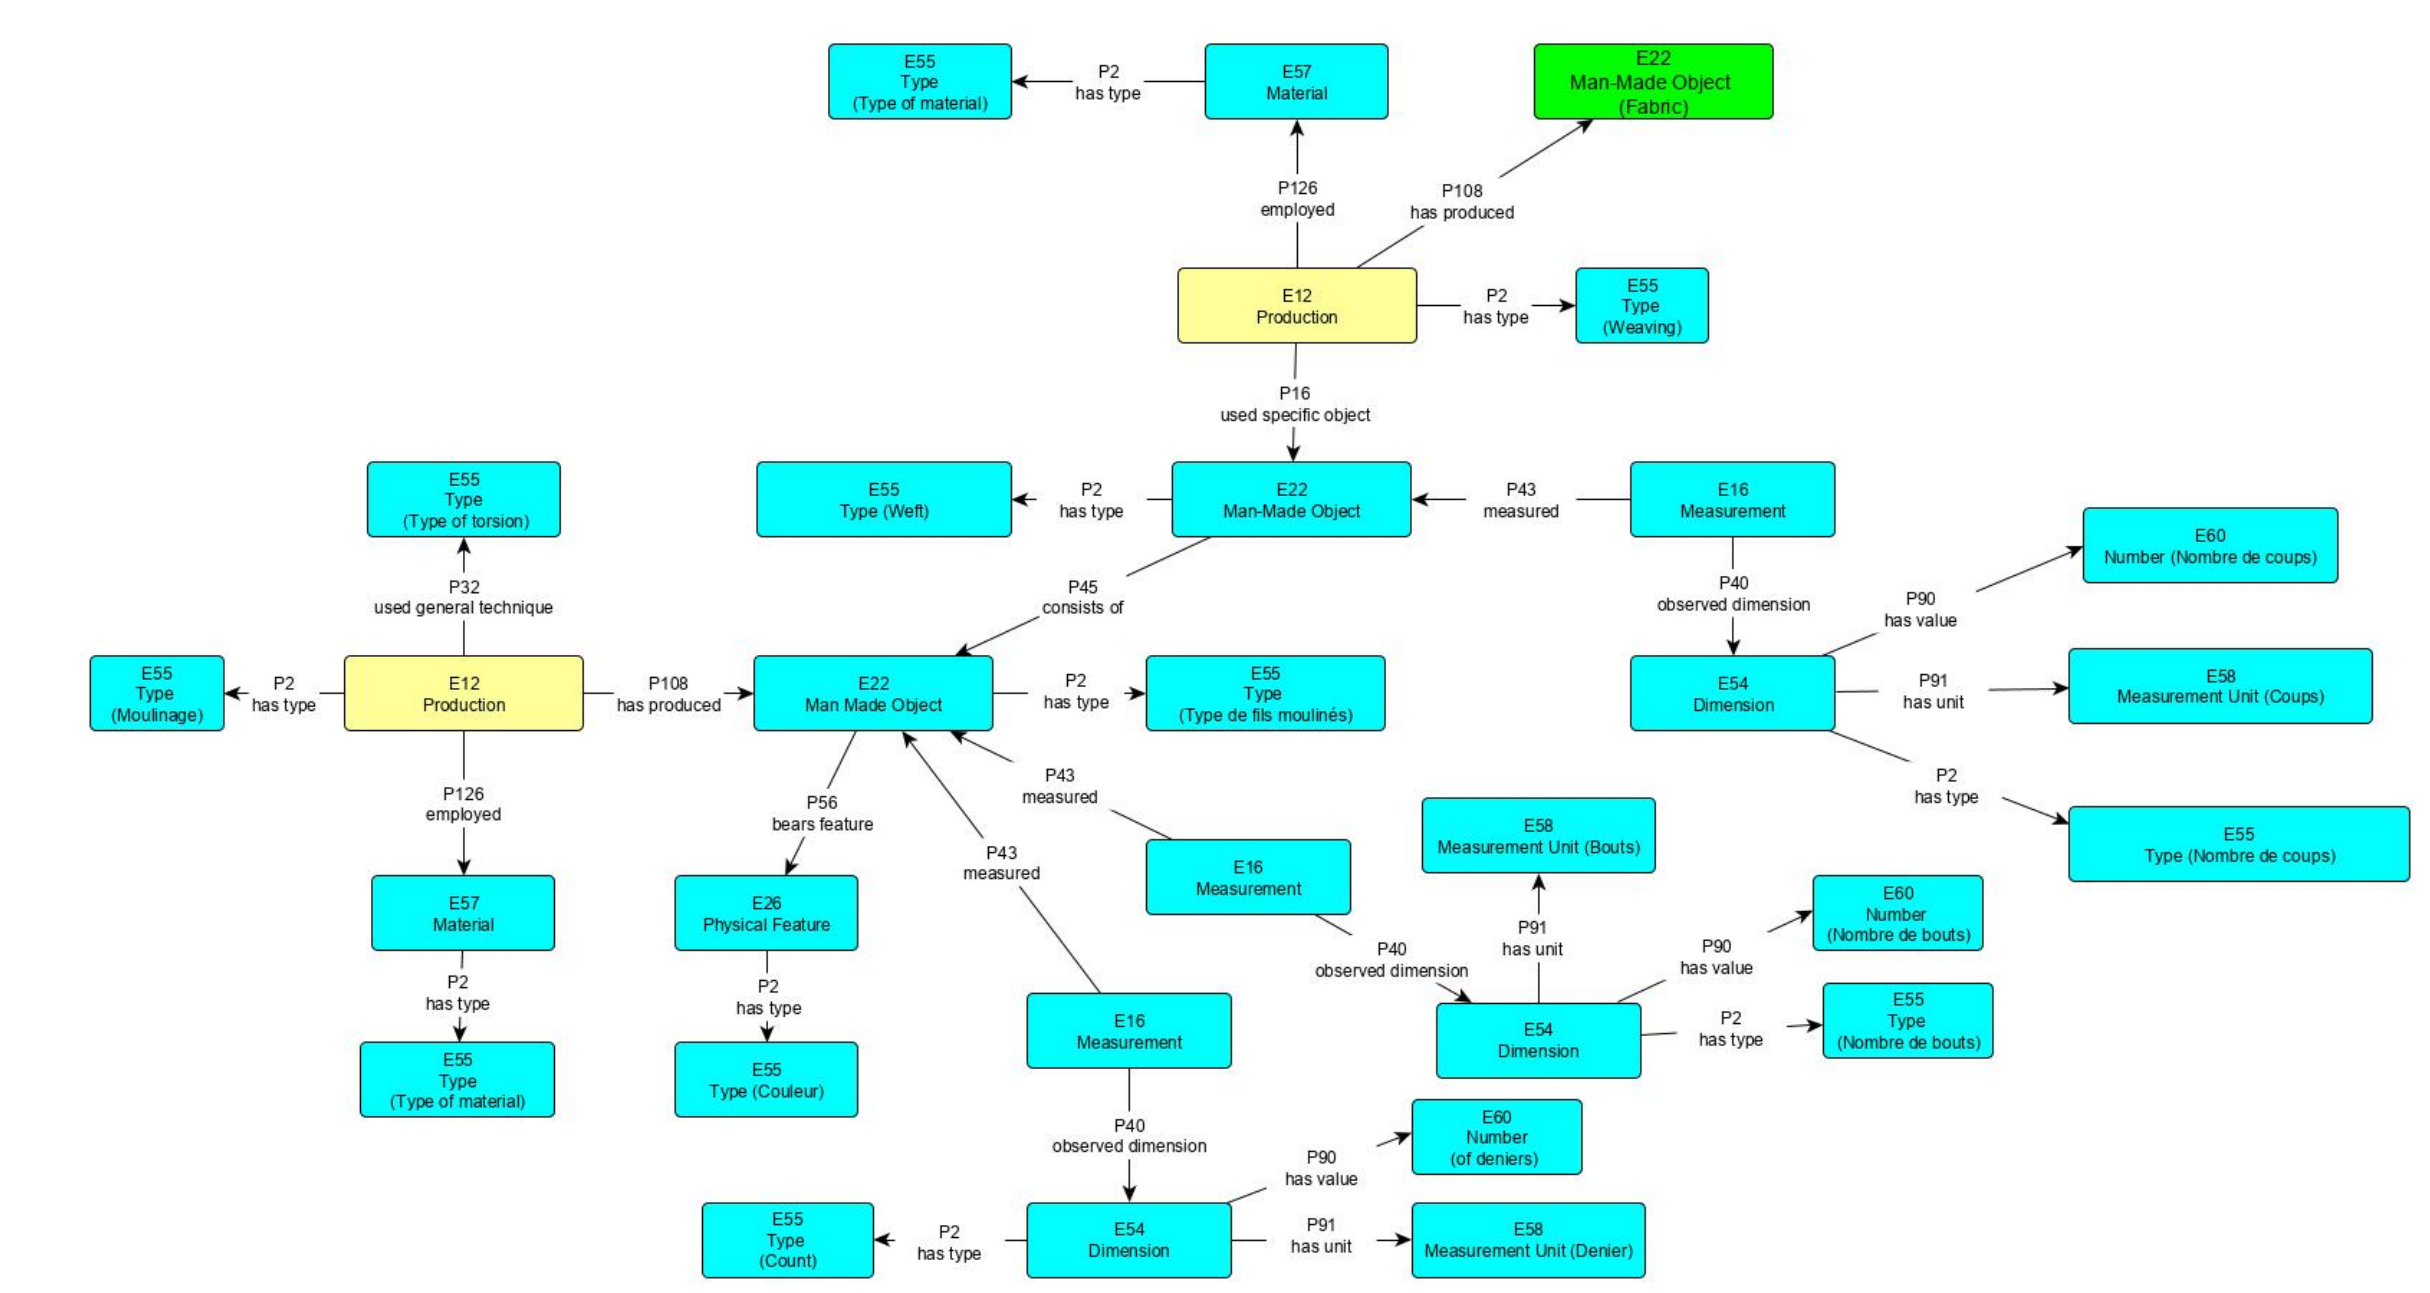 E55
Type
(Type of material)
P2
has type
E57
Material
E22
Man-Made Object
(Fabric)
P126
employed
P108
has produced
E12
Production
P2
has type
E55
Type
(Weaving)
P16
used specific object
E55
Type
(Type of torsion)
E55
Type (Weft)
P2
has type
E22
Man-Made Object
P43
measured
E16
Measurement
E60
Number (Nombre de coups)
P32
used general technique
P45
consists of
P40
observed dimension
P90
has value
E55
Type
(Moulinage)
P2
has type
E12
Production
P108
has produced
E22
Man Made Object
P2
has type
E55
Type
(Type de fils moulinés)
E54
Dimension
P91
has unit
E58
Measurement Unit (Coups)
P126
employed
P56
bears feature
P43
measured
P43
measured
P2
has type
E58
Measurement Unit (Bouts)
E55
Type (Nombre de coups)
E57
Material
E26
Physical Feature
E16
Measurement
P91
has unit
E60
Number
(Nombre de bouts)
P40
observed dimension
P90
has value
P2
has type
P2
has type
E16
Measurement
E54
Dimension
P2
has type
E55
Type
(Nombre de bouts)
E55
Type
(Type of material)
E55
Type (Couleur)
P40
observed dimension
E60
Number
(of deniers)
P90
has value
E55
Type
(Count)
P2
has type
E54
Dimension
P91
has unit
E58
Measurement Unit (Denier)